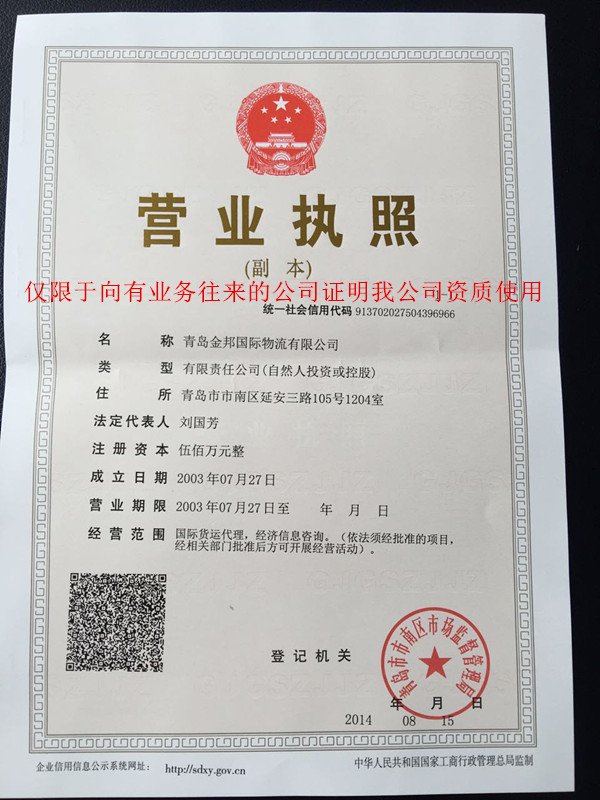 营业执照
(副 本)
仅限于向有业务往来的公司证明我公司资质使用
统一社会信用代码 913702027504396966
名 称 青岛金邦国际物流有限公司
类 型 有限责任公司(自然人投资或控股)
住 所 青岛市市南区延安三路105号1204室
法定代表人 刘国芳
注册资本 伍佰万元整
成立日期 2003年07月27日
营业期限 2003年07月27日至 年 月 日
经营范围 国际货运代理，经济信息咨询。（依法须经批准的项目，
经相关部门批准后方可开展经营活动）。
登记机关
青岛市市南区市场监督管理局
年 月 日
2014 08 15
企业信用信息公示系统网址： http://sdxy.gov.cn
中华人民共和国国家工商行政管理总局监制